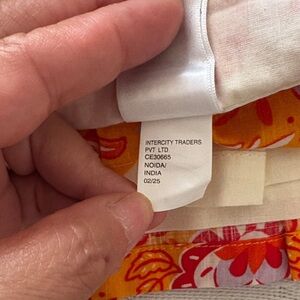 INTERCITY TRADERS
PVT LTD
CE30665
NOIDA/
INDIA
02/25